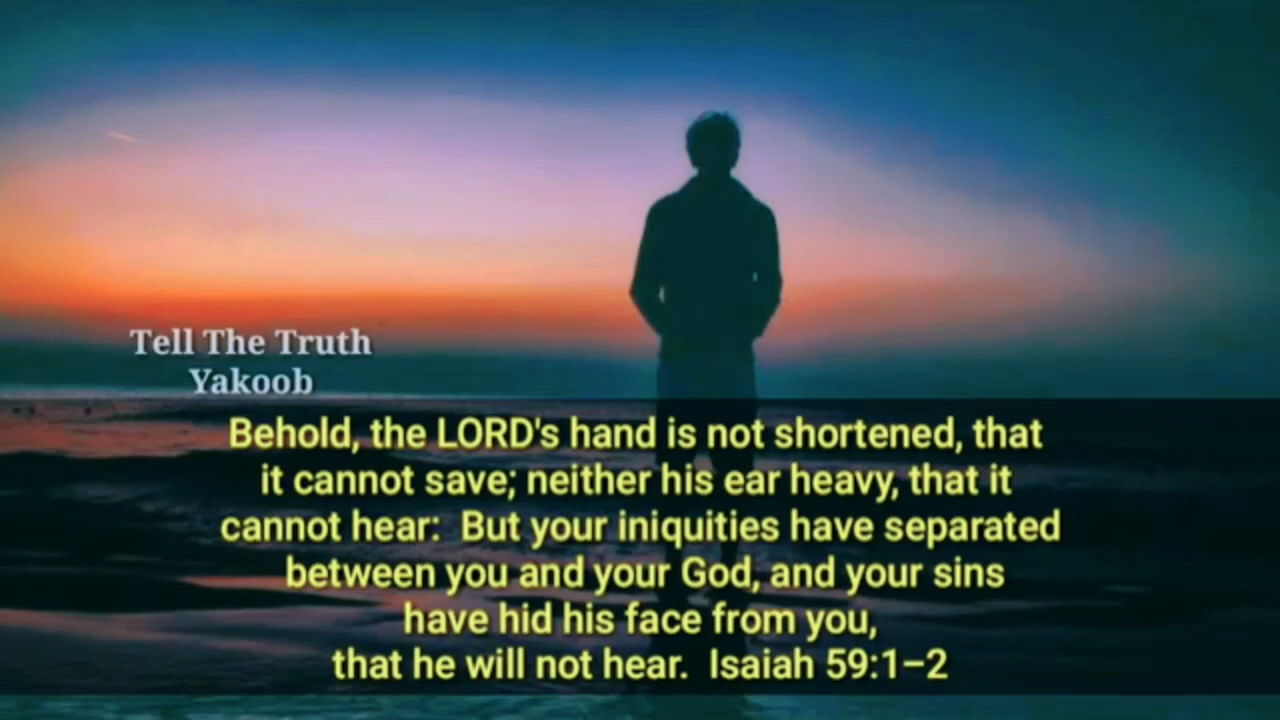 Tell The Truth
Yakoob
Behold, the LORD's hand is not shortened, that
it cannot save; neither his ear heavy, that it
cannot hear:  But your iniquities have separated
between you and your God, and your sins
have hid his face from you,
that he will not hear.  Isaiah 59:1–2